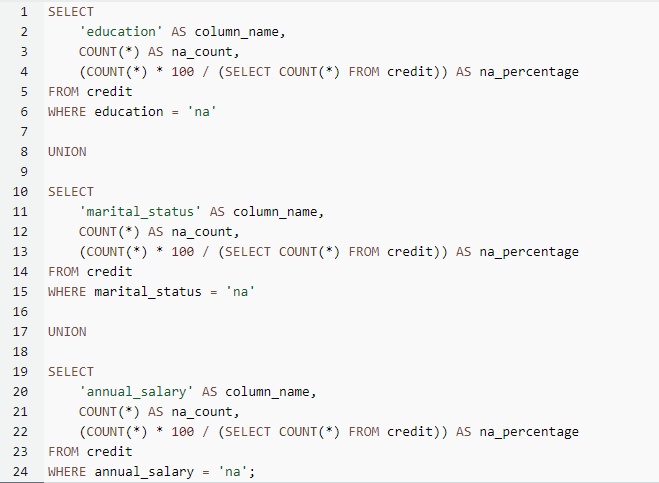 1 SELECT
2     'education' AS column_name,
3     COUNT(*) AS na_count,
4     (COUNT(*) * 100 / (SELECT COUNT(*) FROM credit)) AS na_percentage
5 FROM credit
6 WHERE education = 'na'
7
8 UNION
9
10 SELECT
11     'marital_status' AS column_name,
12     COUNT(*) AS na_count,
13     (COUNT(*) * 100 / (SELECT COUNT(*) FROM credit)) AS na_percentage
14 FROM credit
15 WHERE marital_status = 'na'
16
17 UNION
18
19 SELECT
20     'annual_salary' AS column_name,
21     COUNT(*) AS na_count,
22     (COUNT(*) * 100 / (SELECT COUNT(*) FROM credit)) AS na_percentage
23 FROM credit
24 WHERE annual_salary = 'na';